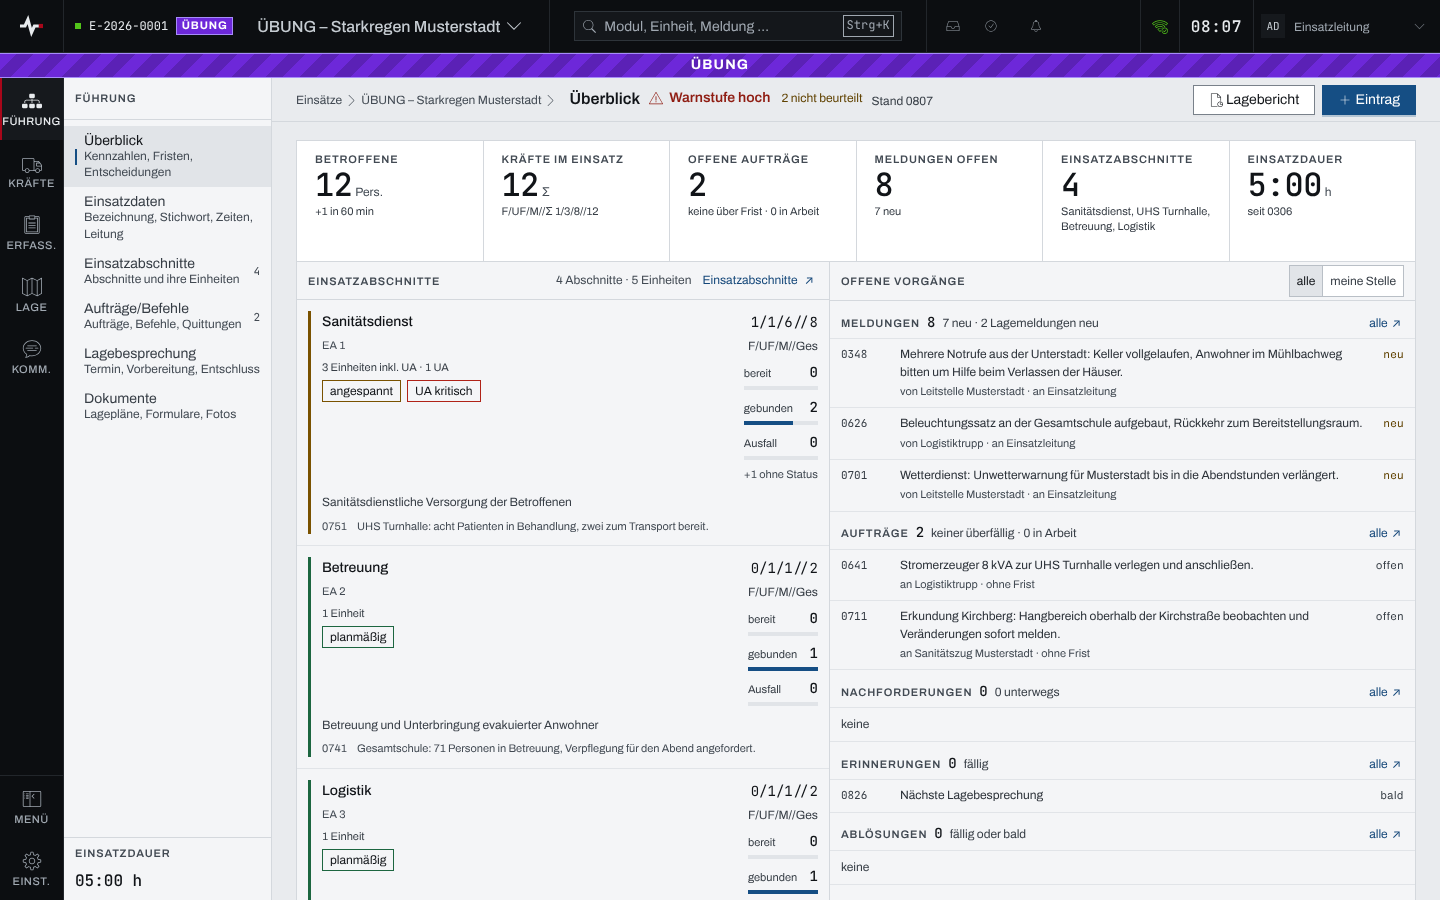 E-2026-0001 ÜBUNG ÜBUNG – Starkregen Musterstadt
Modul, Einheit, Meldung ... Strg+K
08:07
AD Einsatzleitung
ÜBUNG
FÜHRUNG
KRÄFTE
ERFASS.
LAGE
KOMM.
MENÜ
EINST.
FÜHRUNG
Überblick
Kennzahlen, Fristen,
Entscheidungen
Einsatzdaten
Bezeichnung, Stichwort, Zeiten,
Leitung
Einsatzabschnitte
Abschnitte und ihre Einheiten 4
Aufträge/Befehle
Aufträge, Befehle, Quittungen 2
Lagebesprechung
Termin, Vorbereitung, Entschluss
Dokumente
Lagepläne, Formulare, Fotos
EINSATZDAUER
05:00 h
Einsätze ÜBUNG – Starkregen Musterstadt Überblick Warnstufe hoch 2 nicht beurteilt Stand 0807
Lagebericht
+ Eintrag
BETROFFENE
12 Pers.
+1 in 60 min
KRÄFTE IM EINSATZ
12 Σ
F/UF/M//Σ 1/3/8//12
OFFENE AUFTRÄGE
2
keine über Frist · 0 in Arbeit
MELDUNGEN OFFEN
8
7 neu
EINSATZABSCHNITTE
4
Sanitätsdienst, UHS Turnhalle,
Betreuung, Logistik
EINSATZDAUER
5:00 h
seit 0306
EINSATZABSCHNITTE 4 Abschnitte · 5 Einheiten Einsatzabschnitte ↗
Sanitätsdienst 1/1/6//8
EA 1 F/UF/M//Ges
3 Einheiten inkl. UA · 1 UA
angespannt UA kritisch
bereit 0
gebunden 2
Ausfall 0
+1 ohne Status
Sanitätsdienstliche Versorgung der Betroffenen
0751 UHS Turnhalle: acht Patienten in Behandlung, zwei zum Transport bereit.
Betreuung 0/1/1//2
EA 2 F/UF/M//Ges
1 Einheit
planmäßig
bereit 0
gebunden 1
Ausfall 0
Betreuung und Unterbringung evakuierter Anwohner
0741 Gesamtschule: 71 Personen in Betreuung, Verpflegung für den Abend angefordert.
Logistik 0/1/1//2
EA 3 F/UF/M//Ges
1 Einheit
planmäßig
bereit 0
gebunden 1
OFFENE VORGÄNGE alle meine Stelle
MELDUNGEN 8 7 neu · 2 Lagemeldungen neu alle ↗
0348 Mehrere Notrufe aus der Unterstadt: Keller vollgelaufen, Anwohner im Mühlbachweg neu
bitten um Hilfe beim Verlassen der Häuser.
von Leitstelle Musterstadt · an Einsatzleitung
0626 Beleuchtungssatz an der Gesamtschule aufgebaut, Rückkehr zum Bereitstellungsraum. neu
von Logistiktrupp · an Einsatzleitung
0701 Wetterdienst: Unwetterwarnung für Musterstadt bis in die Abendstunden verlängert. neu
von Leitstelle Musterstadt · an Einsatzleitung
AUFTRÄGE 2 keiner überfällig · 0 in Arbeit alle ↗
0641 Stromerzeuger 8 kVA zur UHS Turnhalle verlegen und anschließen. offen
an Logistiktrupp · ohne Frist
0711 Erkundung Kirchberg: Hangbereich oberhalb der Kirchstraße beobachten und offen
Veränderungen sofort melden.
an Sanitätszug Musterstadt · ohne Frist
NACHFORDERUNGEN 0 0 unterwegs alle ↗
keine
ERINNERUNGEN 0 fällig alle ↗
0826 Nächste Lagebesprechung bald
ABLÖSUNGEN 0 fällig oder bald alle ↗
keine